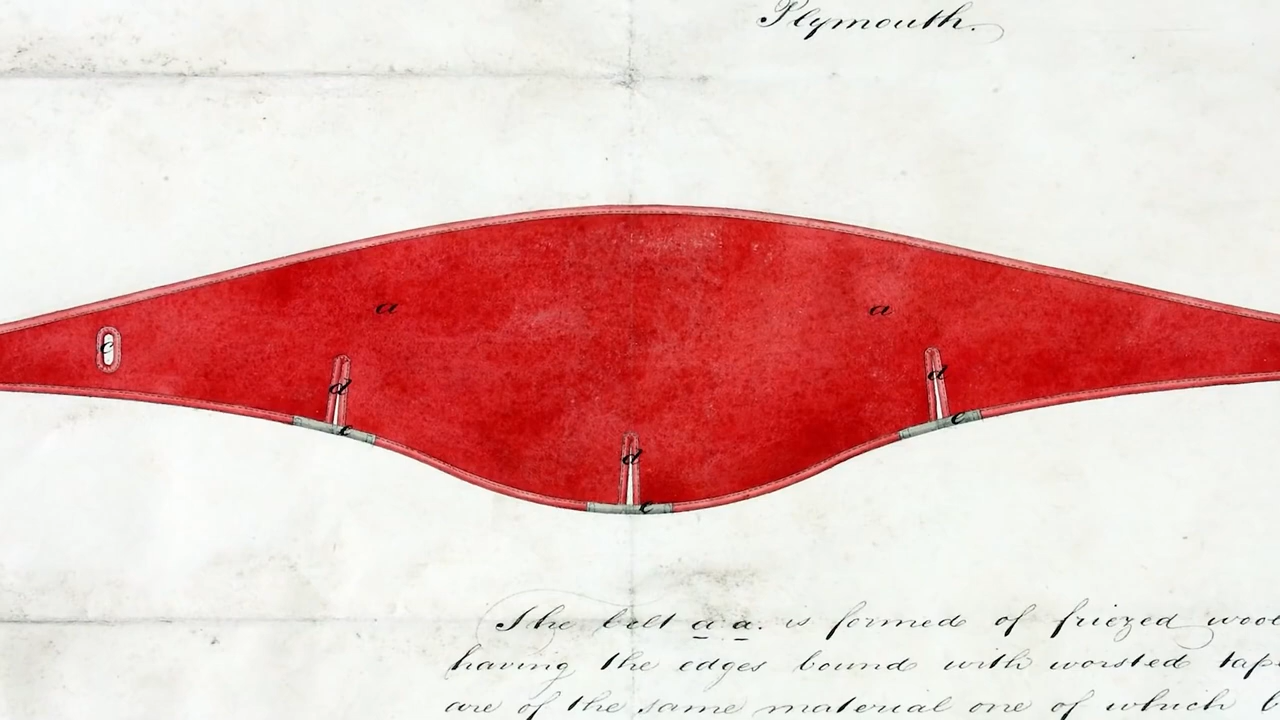 Plymouth.
a a
c
d
d
e
e
d
e
The belt a a. is formed of friezed wool
having the edges bound with worsted tape
are of the same material one of which b